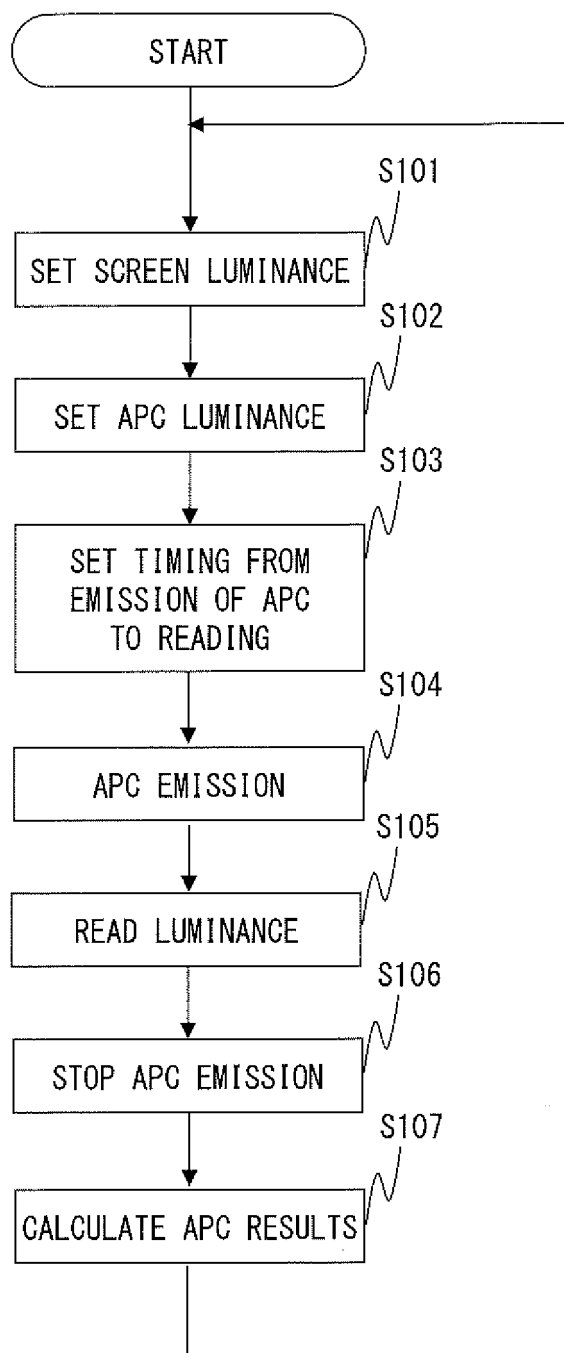 START
S101
SET SCREEN LUMINANCE
S102
SET APC LUMINANCE
S103
SET TIMING FROM
EMISSION OF APC
TO READING
S104
APC EMISSION
S105
READ LUMINANCE
S106
STOP APC EMISSION
S107
CALCULATE APC RESULTS